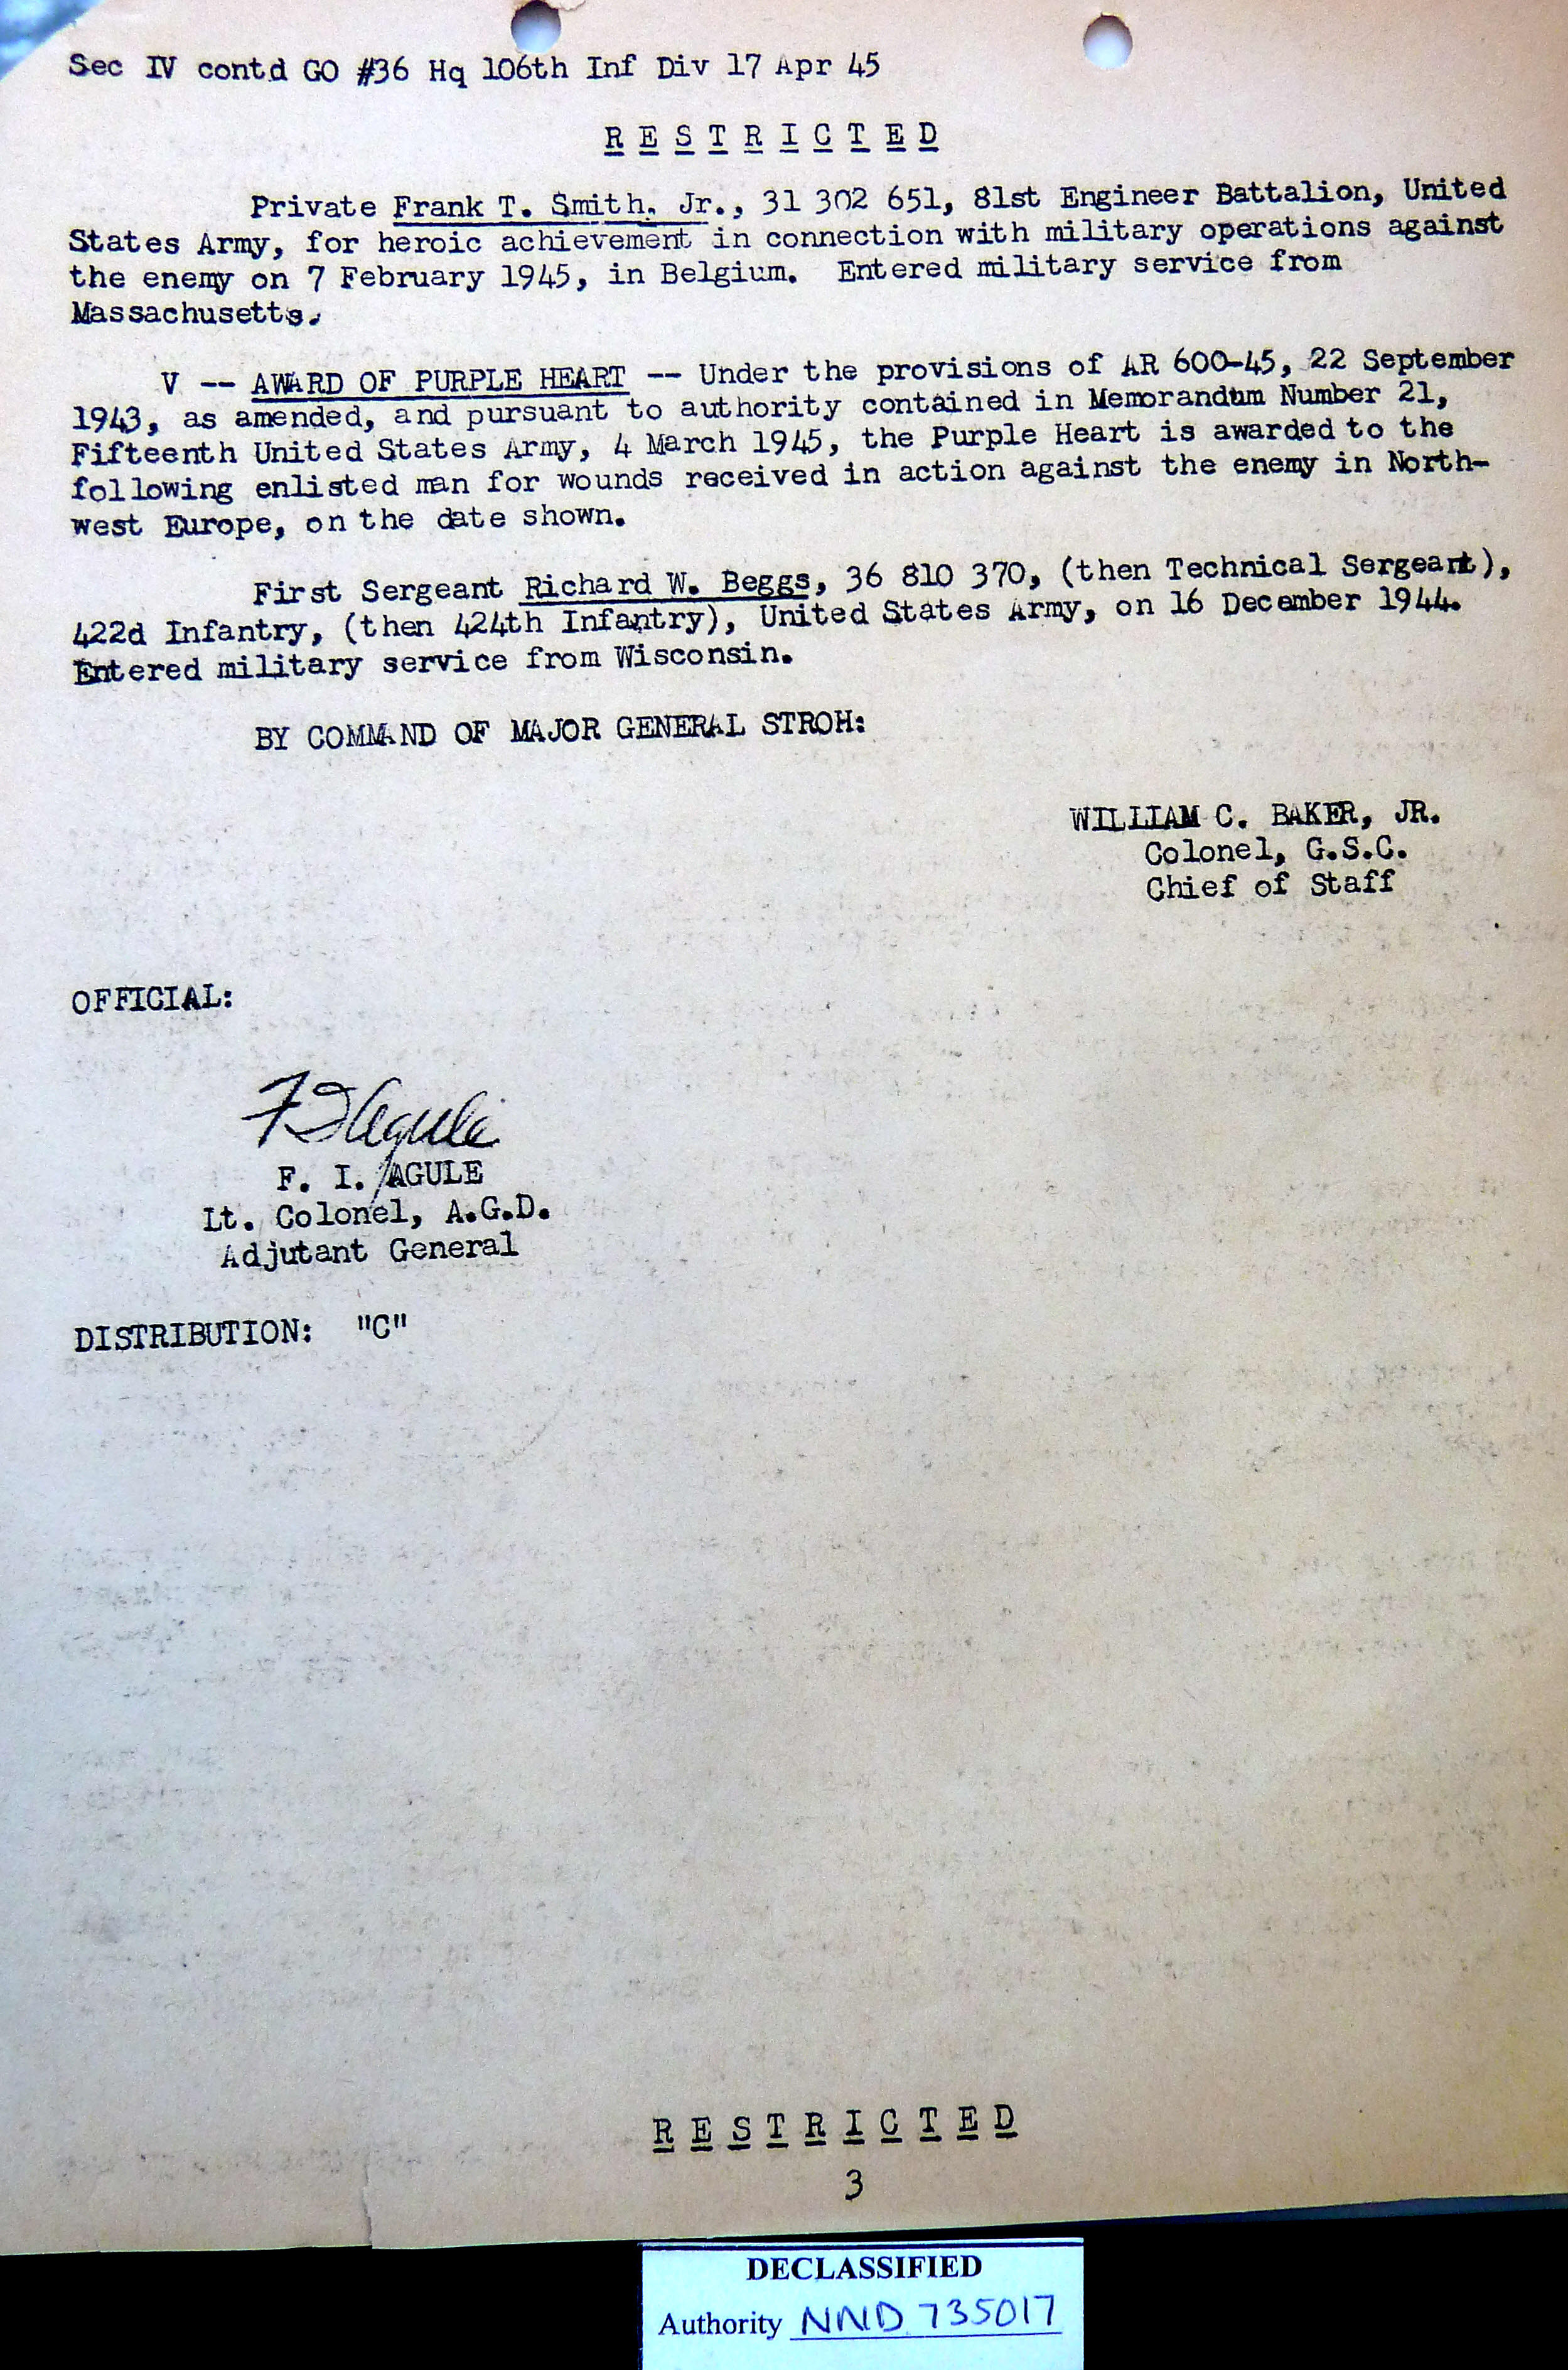 Sec IV contd GO #36 Hq 106th Inf Div 17 Apr 45
R E S T R I C T E D
Private Frank T. Smith, Jr., 31 302 651, 81st Engineer Battalion, United
States Army, for heroic achievement in connection with military operations against
the enemy on 7 February 1945, in Belgium. Entered military service from
Massachusetts.
V -- AWARD OF PURPLE HEART -- Under the provisions of AR 600-45, 22 September
1943, as amended, and pursuant to authority contained in Memorandum Number 21,
Fifteenth United States Army, 4 March 1945, the Purple Heart is awarded to the
following enlisted man for wounds received in action against the enemy in North-
west Europe, on the date shown.
First Sergeant Richard W. Beggs, 36 810 370, (then Technical Sergeant),
422d Infantry, (then 424th Infantry), United States Army, on 16 December 1944.
Entered military service from Wisconsin.
BY COMMAND OF MAJOR GENERAL STROH:
WILLIAM C. BAKER, JR.
Colonel, G.S.C.
Chief of Staff
OFFICIAL:
F I Agule
F. I. AGULE
Lt. Colonel, A.G.D.
Adjutant General
DISTRIBUTION: "C"
R E S T R I C T E D
3
DECLASSIFIED
Authority NND 735017